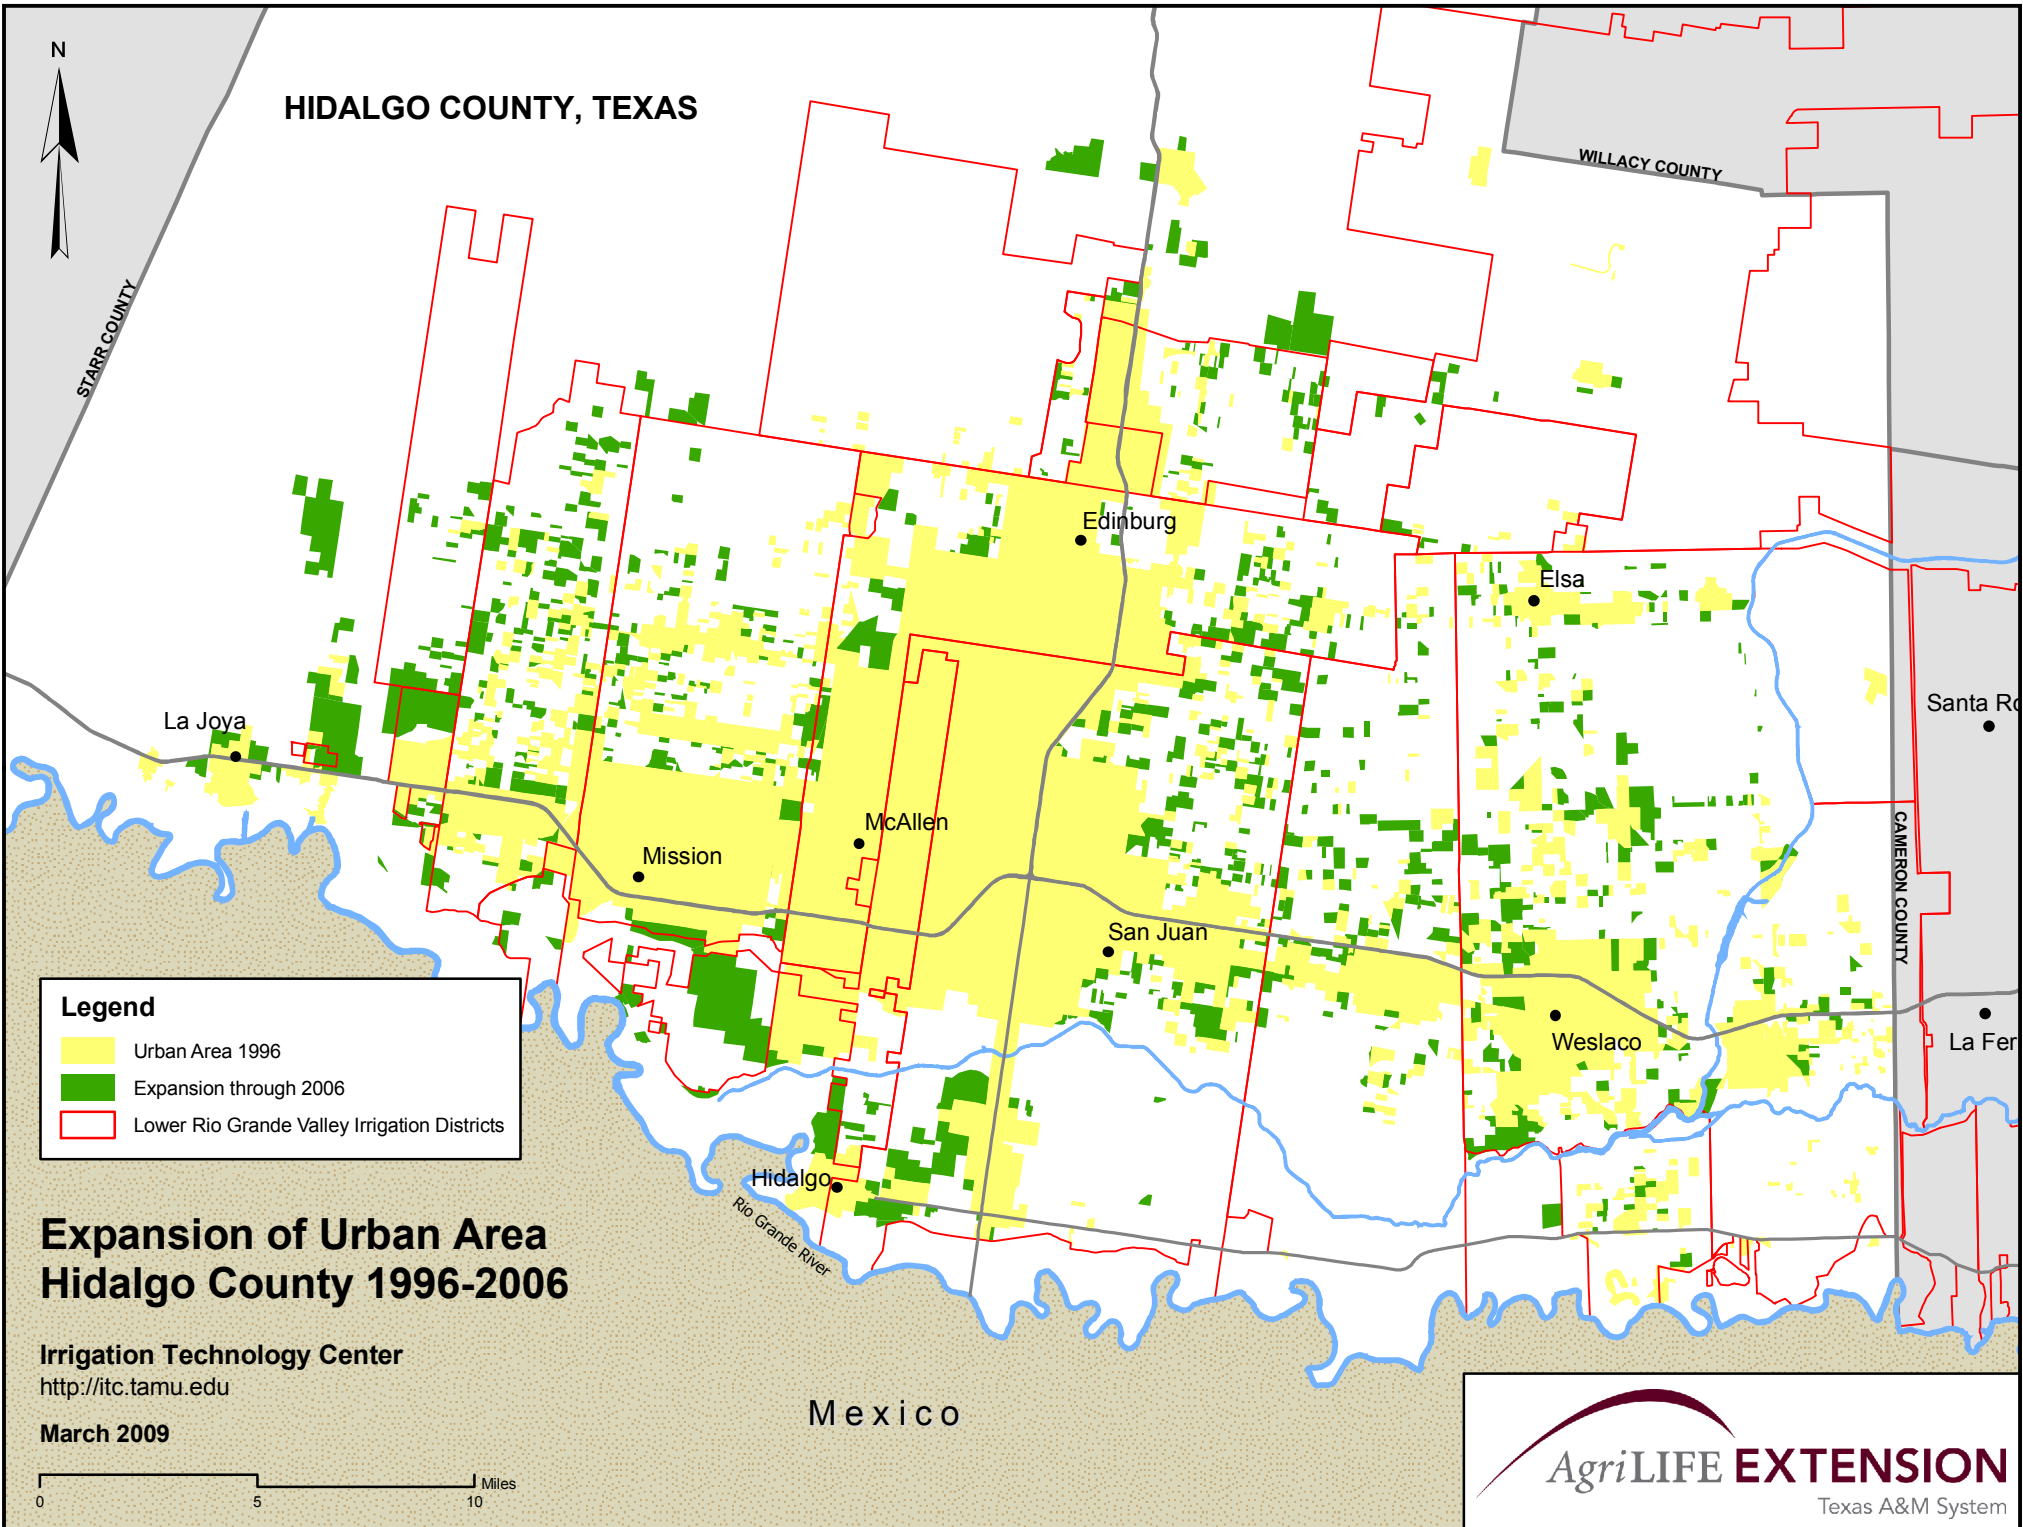 N
HIDALGO COUNTY, TEXAS
WILLACY COUNTY
STARR COUNTY
Edinburg
Elsa
Santa Ro
La Joya
McAllen
CAMERON COUNTY
Mission
San Juan
Legend
Urban Area 1996
Expansion through 2006
Lower Rio Grande Valley Irrigation Districts
Weslaco
La Fer
Hidalgo
Rio Grande River
Expansion of Urban Area
Hidalgo County 1996-2006
Irrigation Technology Center
http://itc.tamu.edu
March 2009
Mexico
Miles
0 5 10
AgriLIFE EXTENSION
Texas A&M System